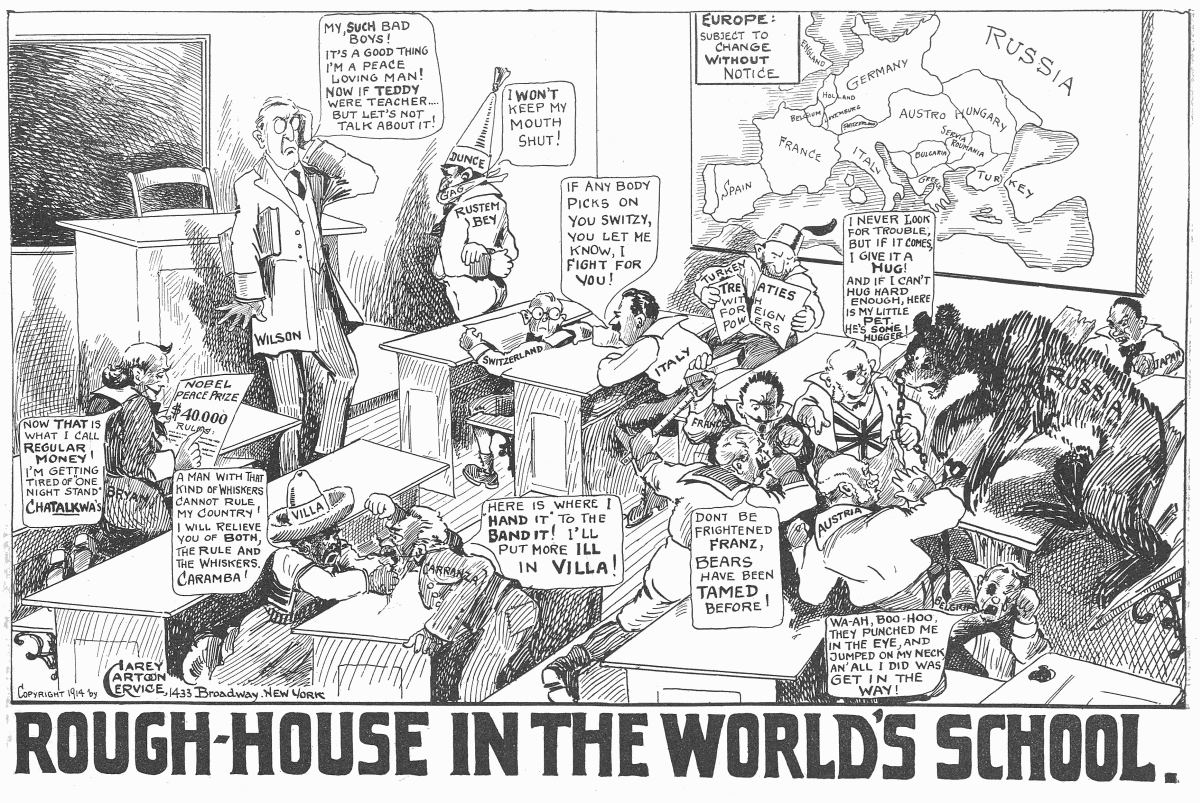 MY, SUCH BAD
BOYS!
IT'S A GOOD THING
I'M A PEACE
LOVING MAN!
NOW IF TEDDY
WERE TEACHER....
BUT LET'S NOT
TALK ABOUT IT!
I WON'T
KEEP MY
MOUTH
SHUT!
DUNCE
GAG
RUSTEM
BEY
EUROPE:
SUBJECT TO
CHANGE
WITHOUT
NOTICE
ENGLAND
HOLLAND
GERMANY
RUSSIA
BELGIUM
LUXEMBURG
SWITZERLAND
AUSTRO HUNGARY
FRANCE
ITALY
SERVIA
ROUMANIA
BULGARIA
GREECE
TURKEY
SPAIN
IF ANY BODY
PICKS ON
YOU SWITZY,
YOU LET ME
KNOW, I
FIGHT FOR
YOU!
I NEVER LOOK
FOR TROUBLE,
BUT IF IT COMES,
I GIVE IT A
HUG!
AND IF I CAN'T
HUG HARD
ENOUGH, HERE
IS MY LITTLE
PET.
HE'S SOME
HUGGER!
TURKEY
TREATIES
WITH
FOREIGN
POWERS
WILSON
SWITZERLAND
ITALY
FRANCE
RUSSIA
JAPAN
NOBEL
PEACE PRIZE
$40.000
RULES:
NOW THAT IS
WHAT I CALL
REGULAR
MONEY!
I'M GETTING
TIRED OF "ONE
NIGHT STAND"
CHATALKWA'S
BRYAN
A MAN WITH THAT
KIND OF WHISKERS
CANNOT RULE
MY COUNTRY!
I WILL RELIEVE
YOU OF BOTH,
THE RULE AND
THE WHISKERS.
CARAMBA!
VILLA
CARRANZA
HERE IS WHERE I
HAND IT TO THE
BANDIT! I'LL
PUT MORE ILL
IN VILLA!
DONT BE
FRIGHTENED
FRANZ,
BEARS
HAVE BEEN
TAMED
BEFORE!
AUSTRIA
BELGIUM
WA-AH, BOO-HOO,
THEY PUNCHED ME
IN THE EYE, AND
JUMPED ON MY NECK
AN' ALL I DID WAS
GET IN THE
WAY!
COPYRIGHT 1914 by HAREY CARTOON SERVICE, 1433 BROADWAY. NEW YORK
ROUGH-HOUSE IN THE WORLD'S SCHOOL.